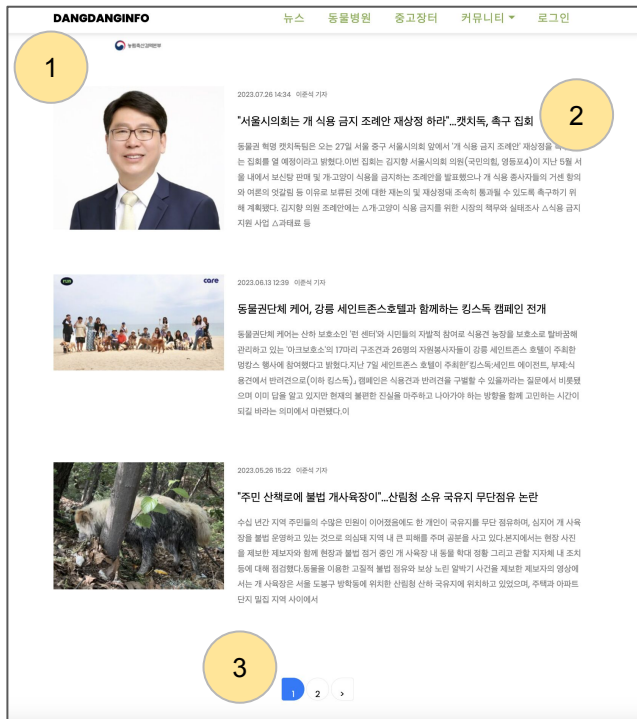 DANGDANGINFO
뉴스 동물병원 중고장터 커뮤니티 로그인
1
농림축산검역본부
2023.07.26 14:34 이준석 기자
2
"서울시의회는 개 식용 금지 조례안 재상정 하라"...캣치독, 촉구 집회
동물권 혁명 캣치독팀은 오는 27일 서울 중구 서울시의회 앞에서 '개 식용 금지 조례안' 재상정을
는 집회를 열 예정이라고 밝혔다.이번 집회는 김지향 서울시의회 의원(국민의힘, 영등포4)이 지난 5월 서
울 내에서 보신탕 판매 및 개·고양이 식용을 금지하는 조례안을 발표했으나 개 식용 종사자들의 거센 항의
와 여론의 엇갈림 등 이유로 보류된 것에 대한 재논의 및 재상정돼 조속히 통과될 수 있도록 촉구하기 위
해 계획됐다. 김지향 의원 조례안에는 △개·고양이 식용 금지를 위한 시장의 책무와 실태조사 △식용 금지
지원 사업 △과태료 등
care
2023.06.13 12:39 이준석 기자
동물권단체 케어, 강릉 세인트존스호텔과 함께하는 킹스독 캠페인 전개
동물권단체 케어는 산하 보호소인 '런 센터'와 시민들의 자발적 참여로 식용견 농장을 보호소로 탈바꿈해
관리하고 있는 '아크보호소'의 17마리 구조견과 26명의 자원봉사자들이 강릉 세인트존스 호텔이 주최한
멍캉스 행사에 참여했다고 밝혔다.지난 7일 세인트존스 호텔이 주최한「킹스독:세인트 에이전트, 부제:식
용견에서 반려견으로(이하 킹스독)」캠페인은 식용견과 반려견을 구별할 수 있을까라는 질문에서 비롯됐
으며 이미 답을 알고 있지만 현재의 불편한 진실을 마주하고 나아가야 하는 방향을 함께 고민하는 시간이
되길 바라는 의미에서 마련됐다.이
2023.05.26 15:22 이준석 기자
"주민 산책로에 불법 개사육장이"...산림청 소유 국유지 무단점유 논란
수십 년간 지역 주민들의 수많은 민원이 이어졌음에도 한 개인이 국유지를 무단 점유하며, 심지어 개 사육
장을 불법 운영하고 있는 것으로 의심돼 지역 내 큰 피해를 주며 공분을 사고 있다.본지에서는 현장 사진
을 제보한 제보자와 함께 현장과 불법 점거 중인 개 사육장 내 동물 학대 정황 그리고 관할 지자체 내 조치
등에 대해 점검했다.동물을 이용한 고질적 불법 점유와 보상 노린 알박기 사건을 제보한 제보자의 영상에
서는 개 사육장은 서울 도봉구 방학동에 위치한 산림청 산하 국유지에 위치하고 있었으며, 주택과 아파트
단지 밀집 지역 사이에서
3
1 2 >